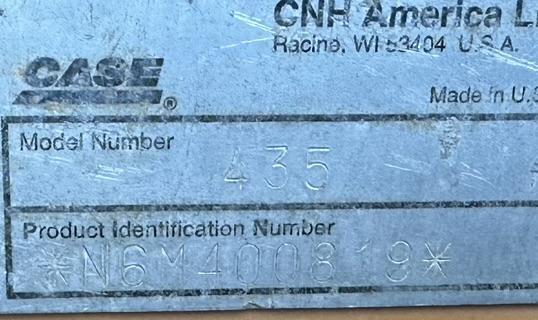 CNH America L
Racine, WI 53404 U.S.A.
CASE®
Made in U.S
Model Number
435
Product Identification Number
*N6M400819*